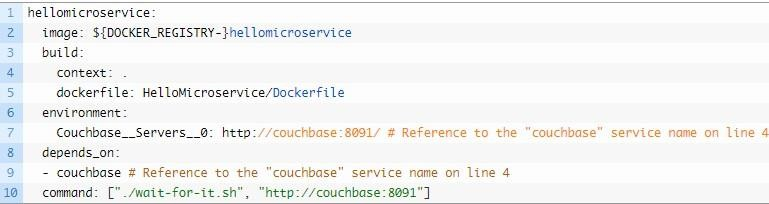 1 hellomicroservice:
2   image: ${DOCKER_REGISTRY-}hellomicroservice
3   build:
4     context: .
5     dockerfile: HelloMicroservice/Dockerfile
6   environment:
7     Couchbase__Servers__0: http://couchbase:8091/ # Reference to the "couchbase" service name on line 4
8   depends_on:
9   - couchbase # Reference to the "couchbase" service name on line 4
10   command: ["./wait-for-it.sh", "http://couchbase:8091"]